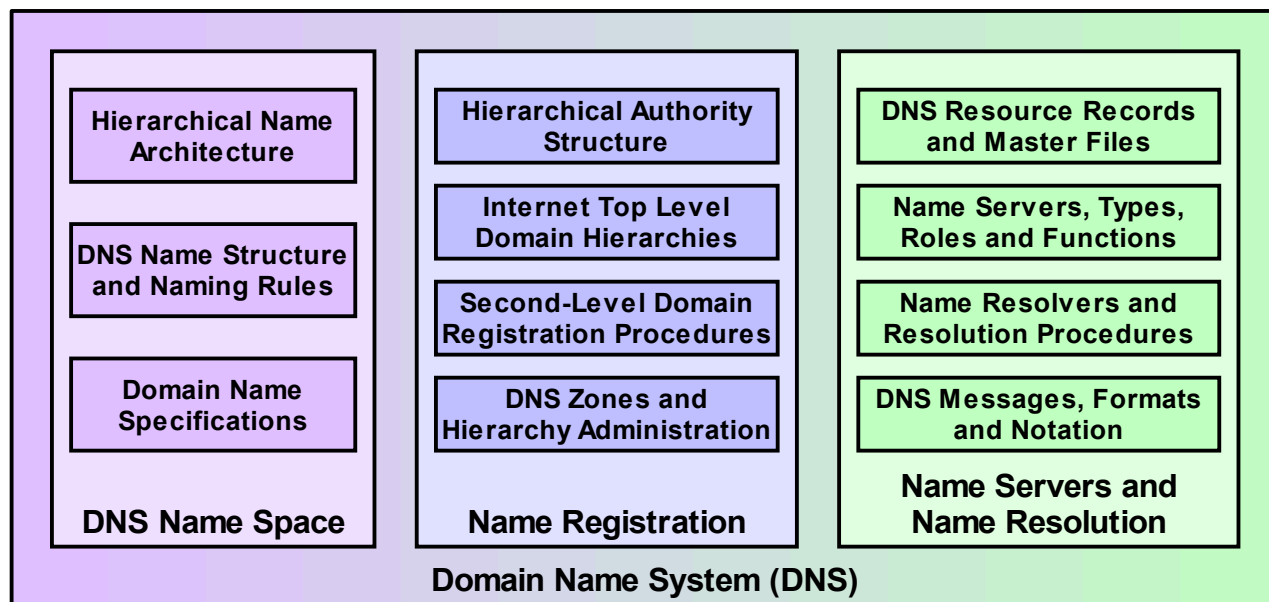 Hierarchical Name
Architecture
DNS Name Structure
and Naming Rules
Domain Name
Specifications
DNS Name Space
Hierarchical Authority
Structure
Internet Top Level
Domain Hierarchies
Second-Level Domain
Registration Procedures
DNS Zones and
Hierarchy Administration
Name Registration
DNS Resource Records
and Master Files
Name Servers, Types,
Roles and Functions
Name Resolvers and
Resolution Procedures
DNS Messages, Formats
and Notation
Name Servers and
Name Resolution
Domain Name System (DNS)